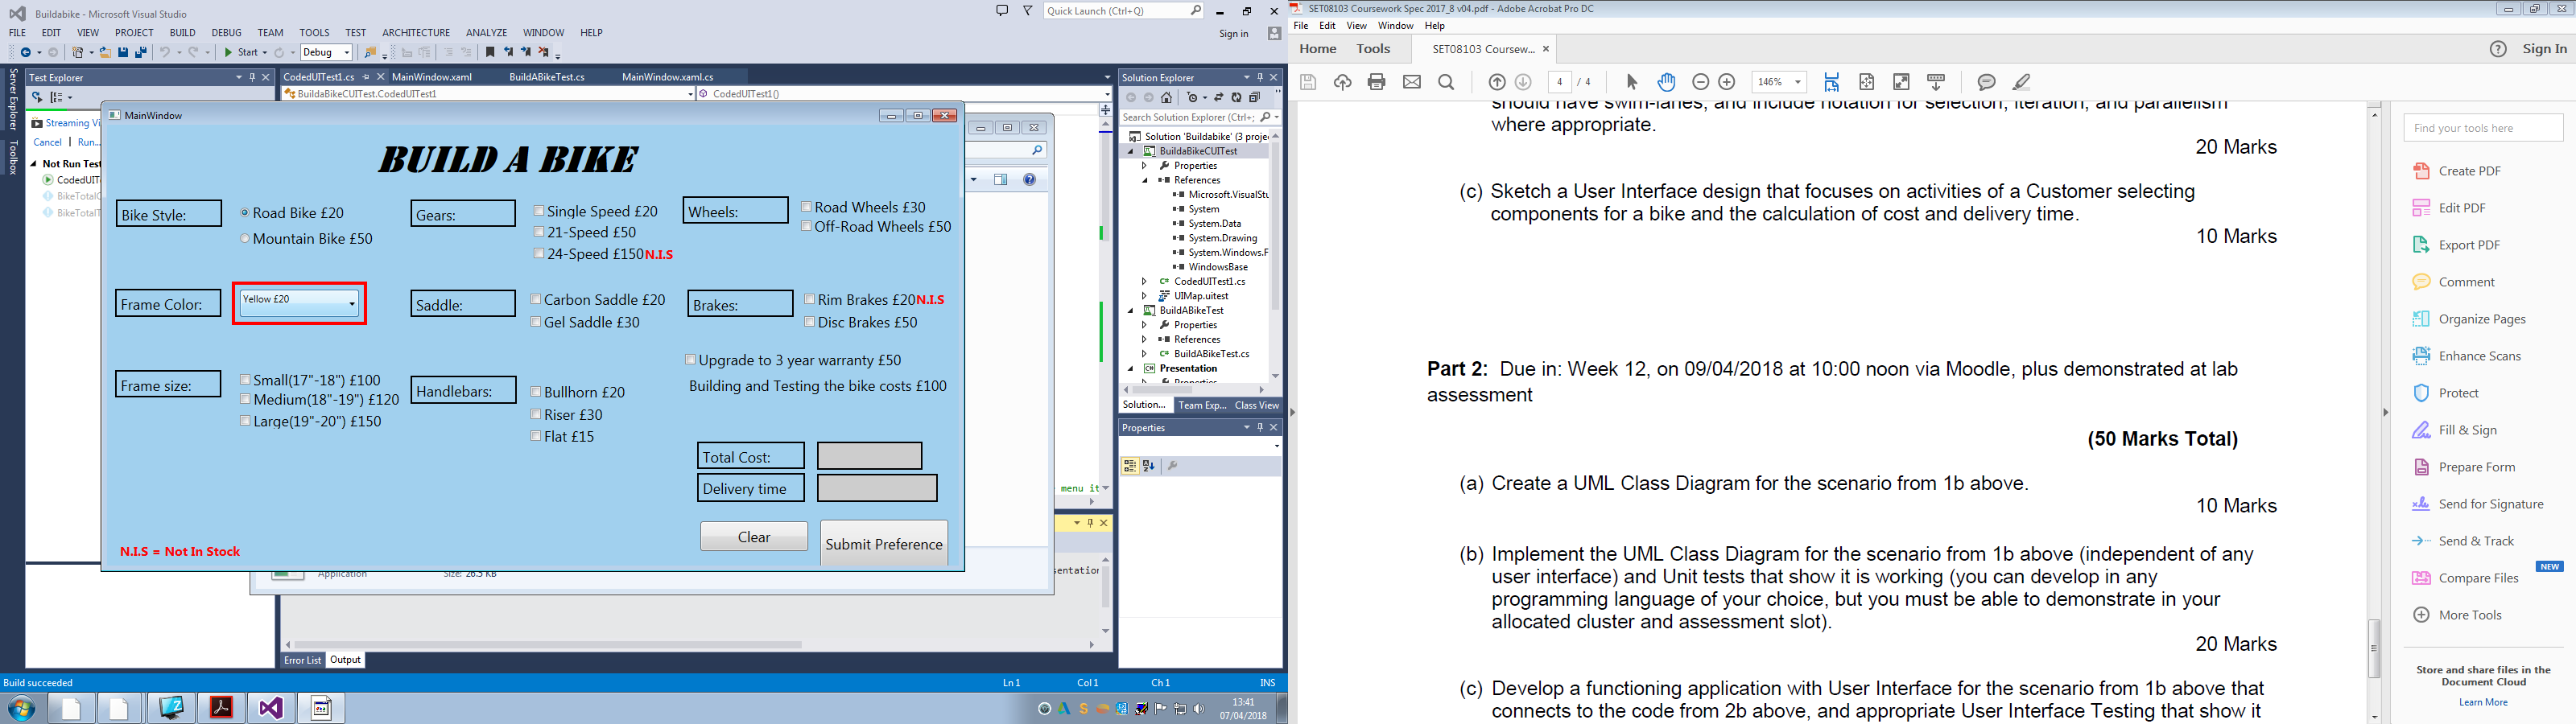 Buildabike - Microsoft Visual Studio
Quick Launch (Ctrl+Q)
FILE EDIT VIEW PROJECT BUILD DEBUG TEAM TOOLS TEST ARCHITECTURE ANALYZE WINDOW HELP
Sign in
Start Debug
Server Explorer
Toolbox
Test Explorer
Streaming Vi
Cancel | Run...
Not Run Test
CodedUIT
BikeTotalC
BikeTotalT
CodedUITest1.cs MainWindow.xaml BuildABikeTest.cs MainWindow.xaml.cs
BuildaBikeCUITest.CodedUITest1 CodedUITest1()
MainWindow
BUILD A BIKE
Bike Style:
Road Bike £20
Mountain Bike £50
Gears:
Single Speed £20
21-Speed £50
24-Speed £150 N.I.S
Wheels:
Road Wheels £30
Off-Road Wheels £50
Frame Color:
Yellow £20
Saddle:
Carbon Saddle £20
Gel Saddle £30
Brakes:
Rim Brakes £20 N.I.S
Disc Brakes £50
Upgrade to 3 year warranty £50
Building and Testing the bike costs £100
Frame size:
Small(17"-18") £100
Medium(18"-19") £120
Large(19"-20") £150
Handlebars:
Bullhorn £20
Riser £30
Flat £15
Total Cost:
Delivery time
Clear
Submit Preference
N.I.S = Not In Stock
menu it
Application Size: 26.5 KB
sentation
Error List Output
Build succeeded
Ln 1 Col 1 Ch 1 INS
Solution Explorer
Search Solution Explorer (Ctrl+;
Solution 'Buildabike' (3 proje
BuildaBikeCUITest
Properties
References
Microsoft.VisualStu
System
System.Data
System.Drawing
System.Windows.F
WindowsBase
CodedUITest1.cs
UIMap.uitest
BuildABikeTest
Properties
References
BuildABikeTest.cs
Presentation
Properties
Solution... Team Exp... Class View
Properties
13:41
07/04/2018
SET08103 Coursework Spec 2017_8 v04.pdf - Adobe Acrobat Pro DC
File Edit View Window Help
Home Tools SET08103 Coursew... ×
Sign In
4 / 4
146%
should have swim-lanes, and include notation for selection, iteration, and parallelism
where appropriate.
20 Marks
(c) Sketch a User Interface design that focuses on activities of a Customer selecting
components for a bike and the calculation of cost and delivery time.
10 Marks
Part 2: Due in: Week 12, on 09/04/2018 at 10:00 noon via Moodle, plus demonstrated at lab
assessment
(50 Marks Total)
(a) Create a UML Class Diagram for the scenario from 1b above.
10 Marks
(b) Implement the UML Class Diagram for the scenario from 1b above (independent of any
user interface) and Unit tests that show it is working (you can develop in any
programming language of your choice, but you must be able to demonstrate in your
allocated cluster and assessment slot).
20 Marks
(c) Develop a functioning application with User Interface for the scenario from 1b above that
connects to the code from 2b above, and appropriate User Interface Testing that show it
Find your tools here
Create PDF
Edit PDF
Export PDF
Comment
Organize Pages
Enhance Scans
Protect
Fill & Sign
Prepare Form
Send for Signature
Send & Track
Compare Files
NEW
More Tools
Store and share files in the
Document Cloud
Learn More